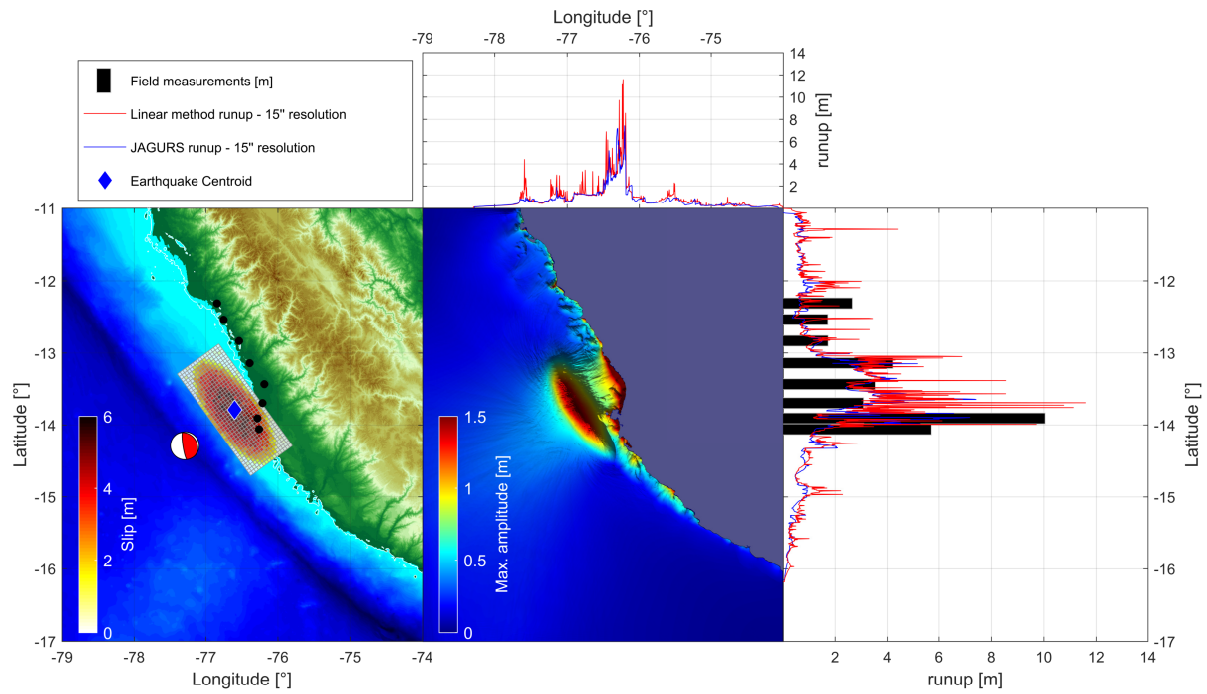 Longitude [°]
-79 -78 -77 -76 -75
14
12
10
8
6
4
2
runup [m]
Field measurements [m]
Linear method runup - 15" resolution
JAGURS runup - 15" resolution
Earthquake Centroid
-11
-12
-13
-14
-15
-16
-17
Latitude [°]
6
4
2
0
Slip [m]
-79 -78 -77 -76 -75 -74
Longitude [°]
1.5
1
0.5
0
Max. amplitude [m]
-11
-12
-13
-14
-15
-16
-17
Latitude [°]
2 4 6 8 10 12 14
runup [m]